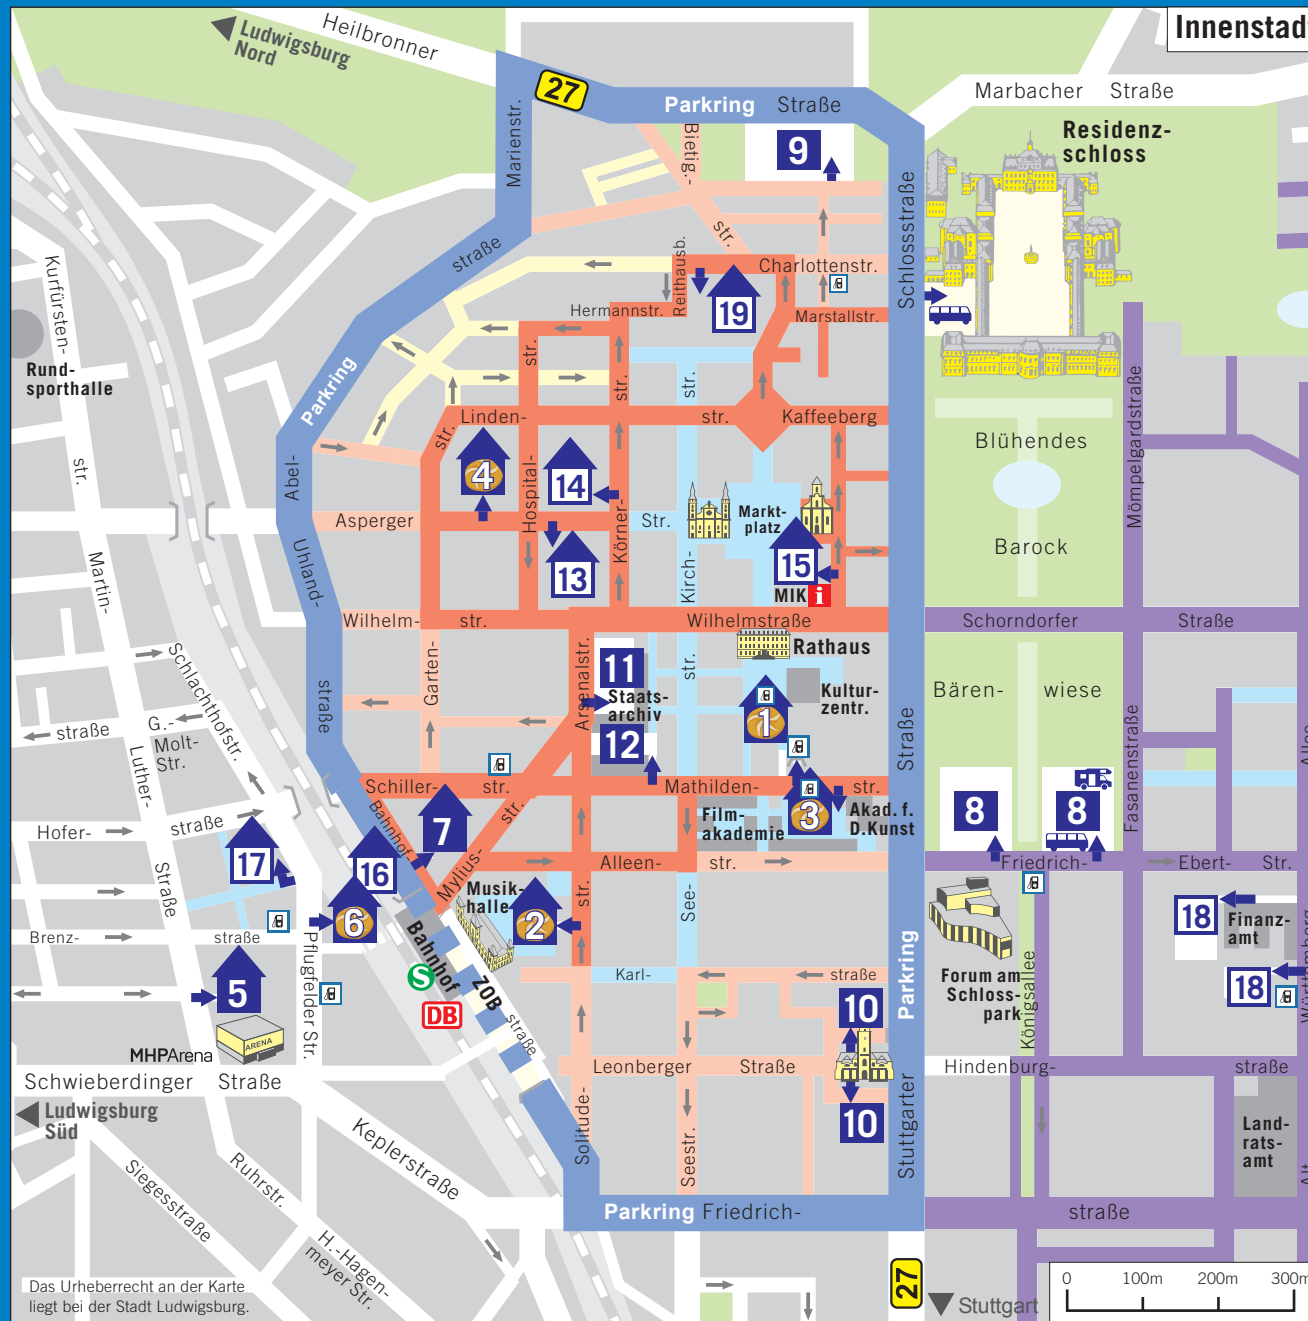 Innenstadt
Heilbronner
Ludwigsburg
Nord
27
Parkring Straße
Marbacher Straße
Residenz-
schloss
Marienstr.
Bietig.-
str.
9
Schlossstraße
straße
Kurfürsten-
str.
Reithausb.
Charlottenstr.
Hermannstr.
19
Marstallstr.
Rund-
sporthalle
Parkring
str.
str.
str.
Mömpelgardstraße
Linden-
str.
Kaffeeberg
str.
Blühendes
Barock
4
14
Hospital-
Körner-
Abel-
Asperger
Str.
Markt-
platz
15
MIK
i
13
Kirch-
Uhland-
Martin-
Wilhelm-
str.
Wilhelmstraße
Schorndorfer
Straße
Rathaus
Schlachthofstr.
Garten-
str.
Arsenalstr.
11
Staats-
archiv
12
Kultur-
zentr.
1
Bären-
wiese
straße
straße
G.-
Molt-
Str.
Luther-
Straße
Fasanenstraße
Allee
Schiller-
str.
Mathilden-
str.
Straße
Film-
akademie
3
Akad. f.
D.Kunst
8
8
Hofer-
straße
Bahnhof-
7
str.
Mylius-
17
16
Alleen-
str.
Friedrich-
Ebert-
Str.
6
Musik-
halle
2
str.
See-
18
Finanz-
amt
18
Brenz-
straße
Pflugfelder Str.
Bahnhof
S
DB
ZOB
straße
5
ARENA
MHPArena
Karl-
straße
Parkring
Forum am
Schloss-
park
Königsallee
Württemberg
10
10
Leonberger
Straße
Hindenburg-
straße
Schwieberdinger
Straße
Ludwigsburg
Süd
Keplerstraße
Solitude-
Seestr.
Stuttgarter
Land-
rats-
amt
Alt
Siegesstraße
Ruhrstr.
H.-Hagen-
meyer Str.
Parkring Friedrich-
straße
27
Stuttgart
0 100m 200m 300m
Das Urheberrecht an der Karte
liegt bei der Stadt Ludwigsburg.